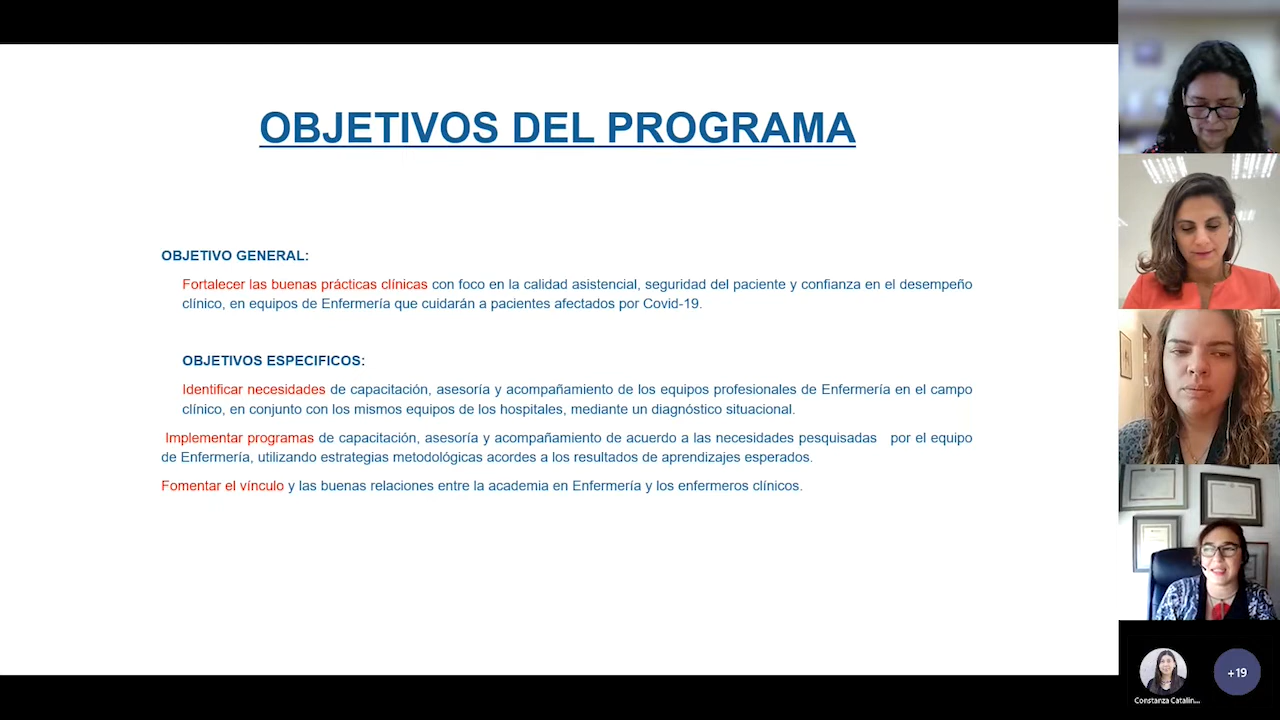 OBJETIVOS DEL PROGRAMA
OBJETIVO GENERAL:
Fortalecer las buenas prácticas clínicas con foco en la calidad asistencial, seguridad del paciente y confianza en el desempeño
clínico, en equipos de Enfermería que cuidarán a pacientes afectados por Covid-19.
OBJETIVOS ESPECIFICOS:
Identificar necesidades de capacitación, asesoría y acompañamiento de los equipos profesionales de Enfermería en el campo
clínico, en conjunto con los mismos equipos de los hospitales, mediante un diagnóstico situacional.
Implementar programas de capacitación, asesoría y acompañamiento de acuerdo a las necesidades pesquisadas por el equipo
de Enfermería, utilizando estrategias metodológicas acordes a los resultados de aprendizajes esperados.
Fomentar el vínculo y las buenas relaciones entre la academia en Enfermería y los enfermeros clínicos.
+19
Constanza Catalin...